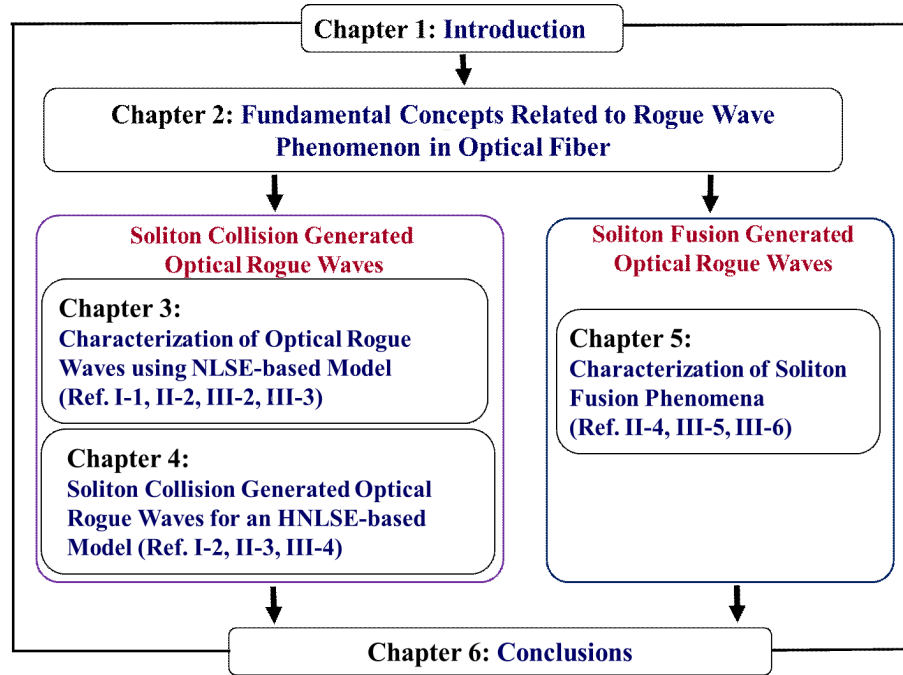 Chapter 1: Introduction
Chapter 2: Fundamental Concepts Related to Rogue Wave
Phenomenon in Optical Fiber
Soliton Collision Generated
Optical Rogue Waves
Chapter 3:
Characterization of Optical Rogue
Waves using NLSE-based Model
(Ref. I-1, II-2, III-2, III-3)
Chapter 4:
Soliton Collision Generated Optical
Rogue Waves for an HNLSE-based
Model (Ref. I-2, II-3, III-4)
Soliton Fusion Generated
Optical Rogue Waves
Chapter 5:
Characterization of Soliton
Fusion Phenomena
(Ref. II-4, III-5, III-6)
Chapter 6: Conclusions